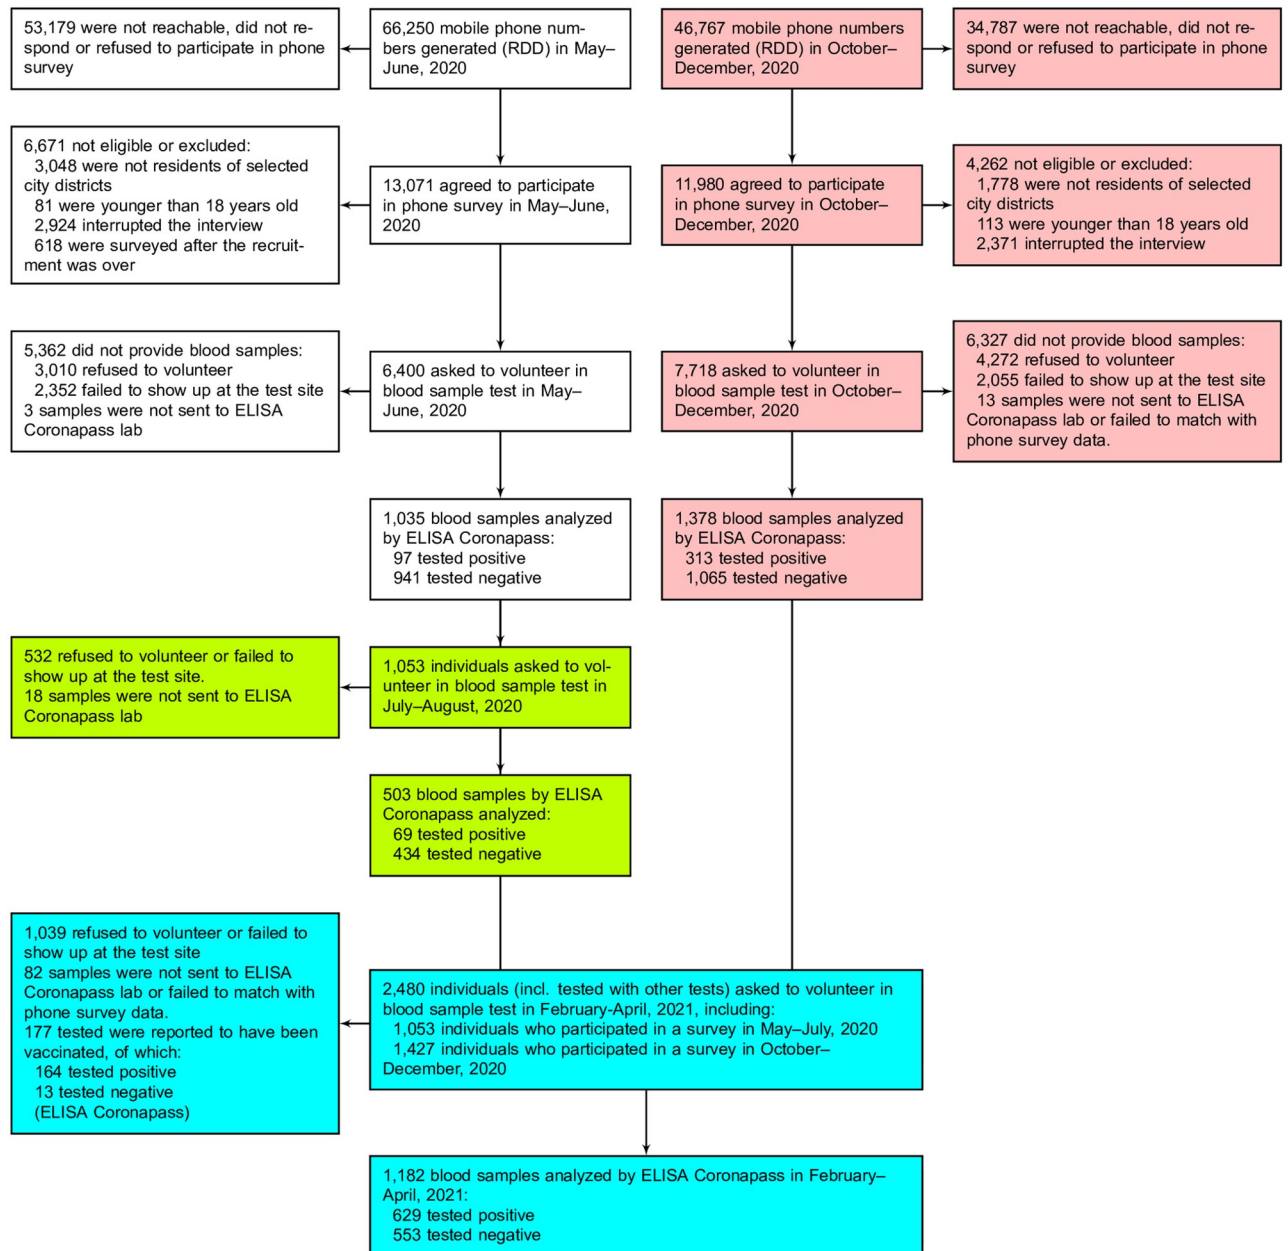 53,179 were not reachable, did not re-
spond or refused to participate in phone
survey
66,250 mobile phone num-
bers generated (RDD) in May–
June, 2020
46,767 mobile phone numbers
generated (RDD) in October–
December, 2020
34,787 were not reachable, did not re-
spond or refused to participate in phone
survey
6,671 not eligible or excluded:
3,048 were not residents of selected
city districts
81 were younger than 18 years old
2,924 interrupted the interview
618 were surveyed after the recruit-
ment was over
13,071 agreed to participate
in phone survey in May–June,
2020
11,980 agreed to participate
in phone survey in October–
December, 2020
4,262 not eligible or excluded:
1,778 were not residents of selected
city districts
113 were younger than 18 years old
2,371 interrupted the interview
5,362 did not provide blood samples:
3,010 refused to volunteer
2,352 failed to show up at the test site
3 samples were not sent to ELISA
Coronapass lab
6,400 asked to volunteer in
blood sample test in May–
June, 2020
7,718 asked to volunteer in
blood sample test in October–
December, 2020
6,327 did not provide blood samples:
4,272 refused to volunteer
2,055 failed to show up at the test site
13 samples were not sent to ELISA
Coronapass lab or failed to match with
phone survey data.
1,035 blood samples analyzed
by ELISA Coronapass:
97 tested positive
941 tested negative
1,378 blood samples analyzed
by ELISA Coronapass:
313 tested positive
1,065 tested negative
532 refused to volunteer or failed to
show up at the test site.
18 samples were not sent to ELISA
Coronapass lab
1,053 individuals asked to vol-
unteer in blood sample test in
July–August, 2020
503 blood samples by ELISA
Coronapass analyzed:
69 tested positive
434 tested negative
1,039 refused to volunteer or failed to
show up at the test site
82 samples were not sent to ELISA
Coronapass lab or failed to match with
phone survey data.
177 tested were reported to have been
vaccinated, of which:
164 tested positive
13 tested negative
(ELISA Coronapass)
2,480 individuals (incl. tested with other tests) asked to volunteer in
blood sample test in February-April, 2021, including:
1,053 individuals who participated in a survey in May–July, 2020
1,427 individuals who participated in a survey in October–
December, 2020
1,182 blood samples analyzed by ELISA Coronapass in February–
April, 2021:
629 tested positive
553 tested negative